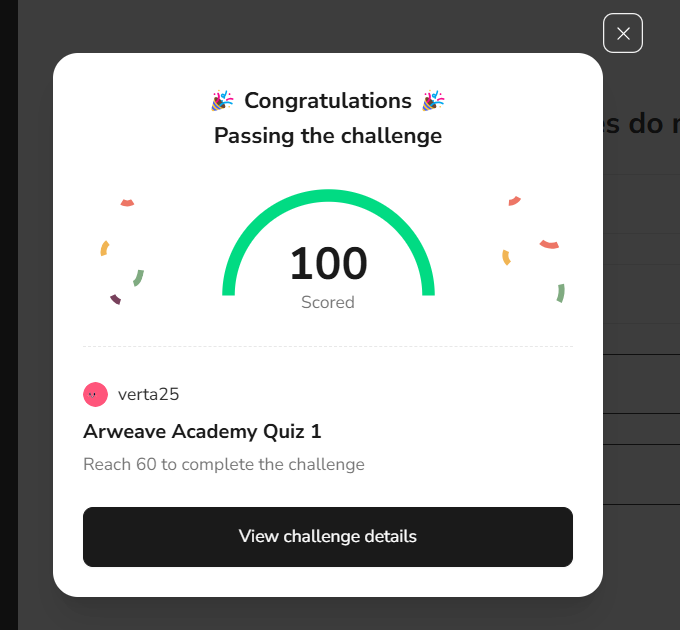 Congratulations
Passing the challenge
es do
100
Scored
verta25
Arweave Academy Quiz 1
Reach 60 to complete the challenge
View challenge details